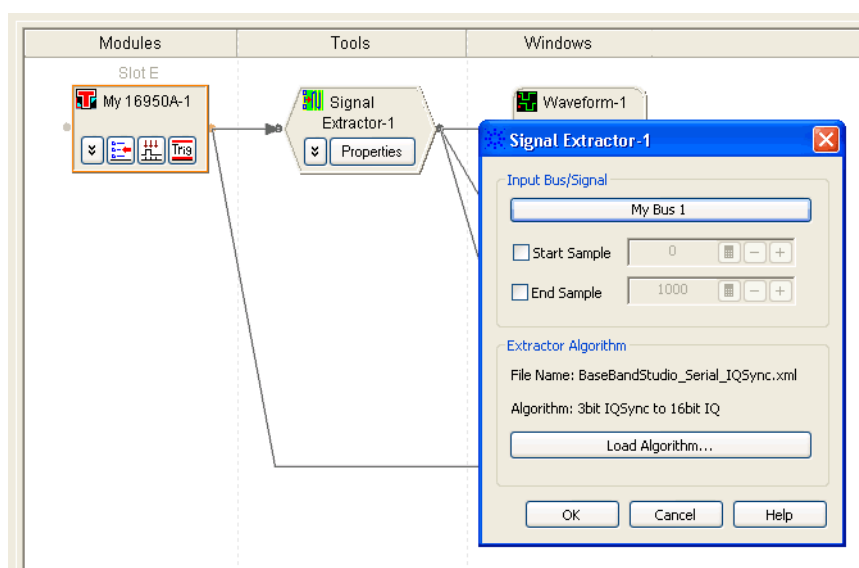 Modules Tools Windows
Slot E
My 16950A-1
Trig
Signal
Extractor-1
Properties
Waveform-1
Signal Extractor-1
Input Bus/Signal
My Bus 1
Start Sample 0
End Sample 1000
Extractor Algorithm
File Name: BaseBandStudio_Serial_IQSync.xml
Algorithm: 3bit IQSync to 16bit IQ
Load Algorithm...
OK Cancel Help